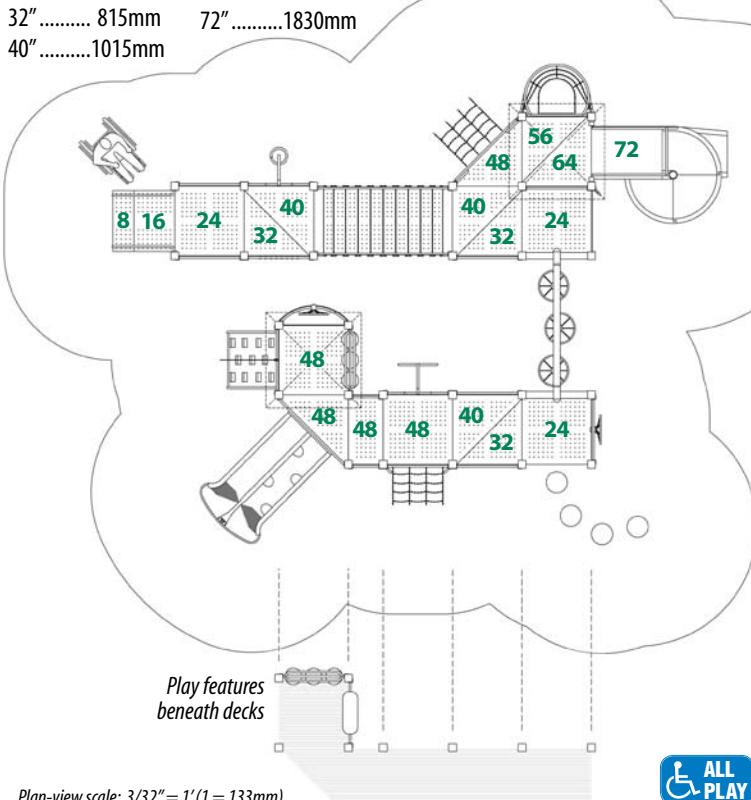 32″ .......... 815mm
72″ ..........1830mm
40″ ..........1015mm
56
48
64
72
8
16
24
40
32
40
32
24
48
48
48
48
40
32
24
Play features
beneath decks
Plan-view scale: 3/32″ = 1′ (1 = 133mm)
ALL
PLAY